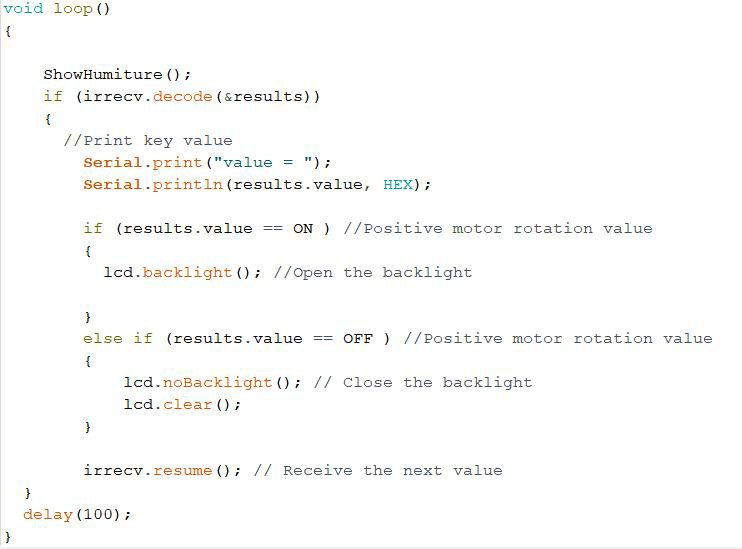 void loop()
{
ShowHumiture();
if (irrecv.decode(&results))
{
//Print key value
Serial.print("value = ");
Serial.println(results.value, HEX);
if (results.value == ON ) //Positive motor rotation value
{
lcd.backlight(); //Open the backlight
}
else if (results.value == OFF ) //Positive motor rotation value
{
lcd.noBacklight(); // Close the backlight
lcd.clear();
}
irrecv.resume(); // Receive the next value
}
delay(100);
}